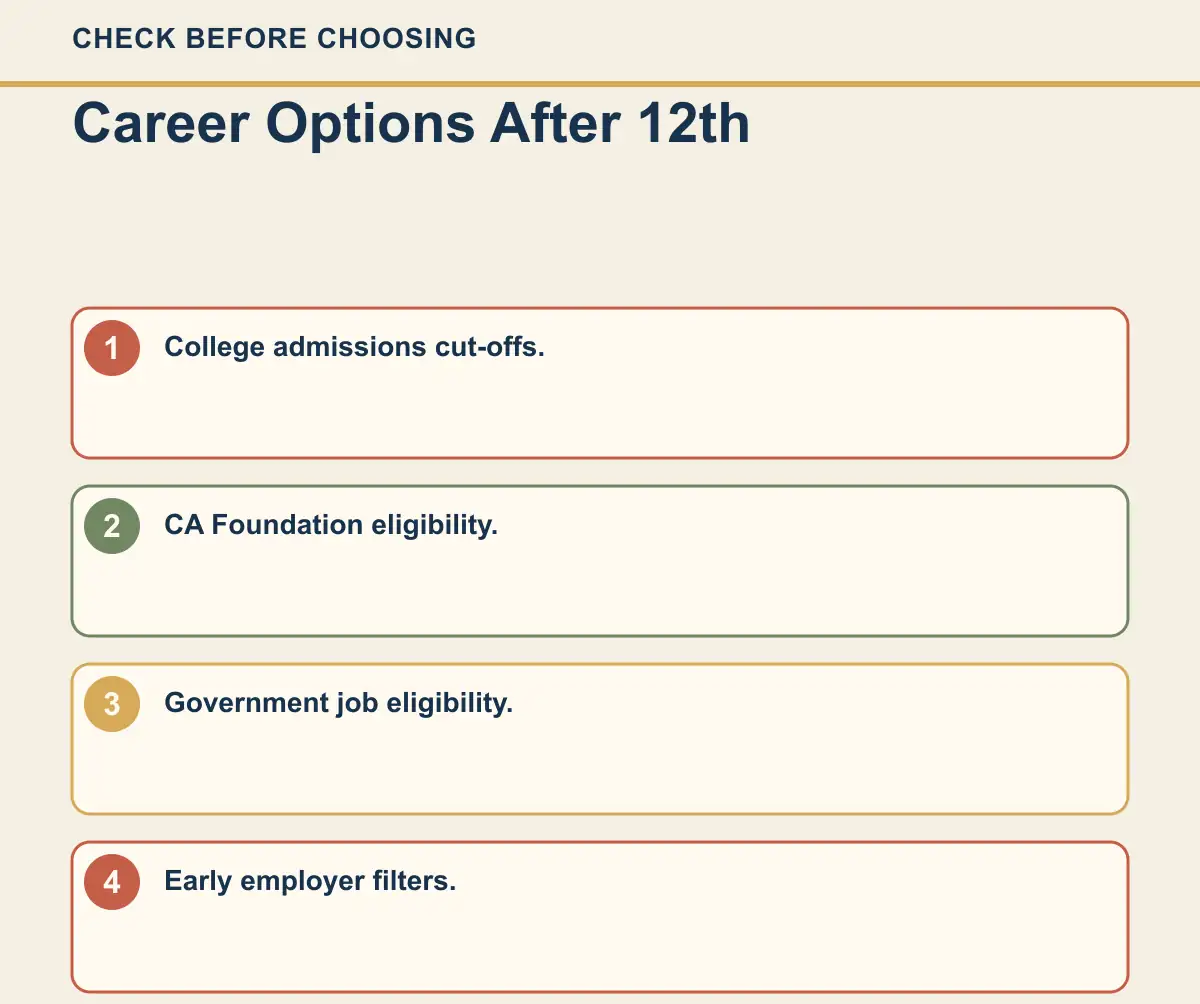 CHECK BEFORE CHOOSING
Career Options After 12th
1 College admissions cut-offs.
2 CA Foundation eligibility.
3 Government job eligibility.
4 Early employer filters.